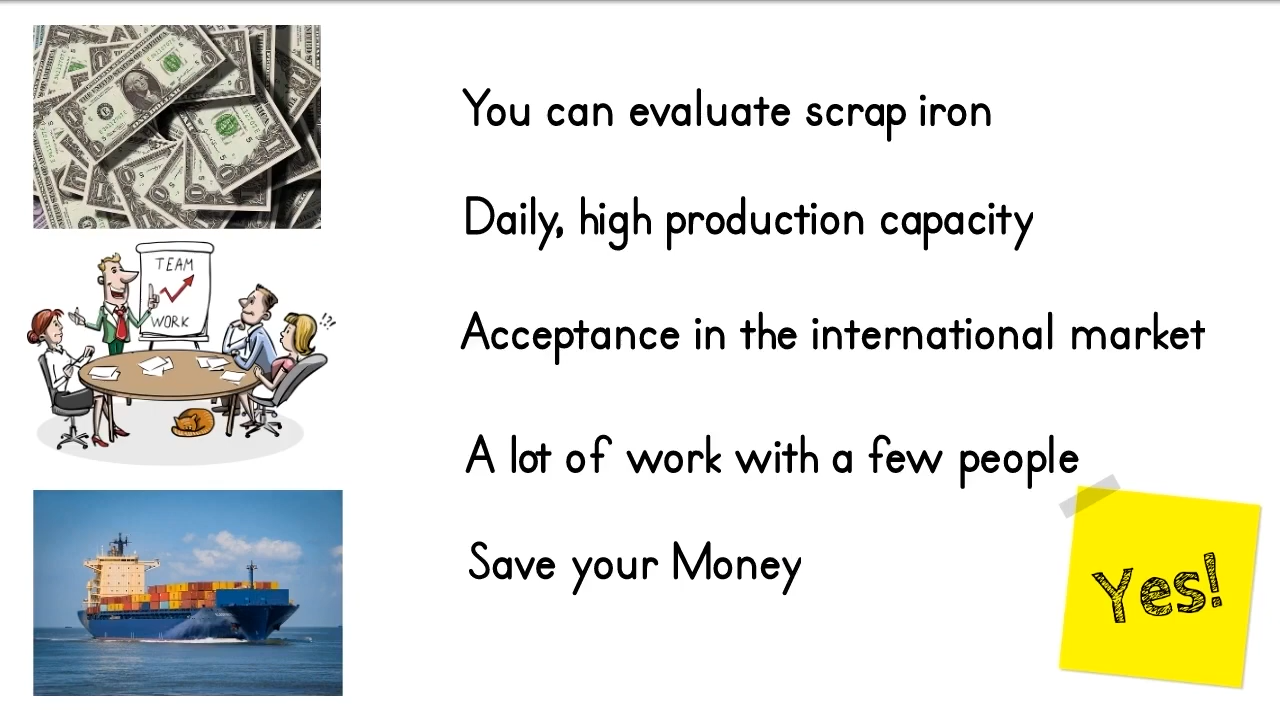 You can evaluate scrap iron
Daily, high production capacity
TEAM
WORK
!?!
Acceptance in the international market
A lot of work with a few people
Save your Money
Yes!